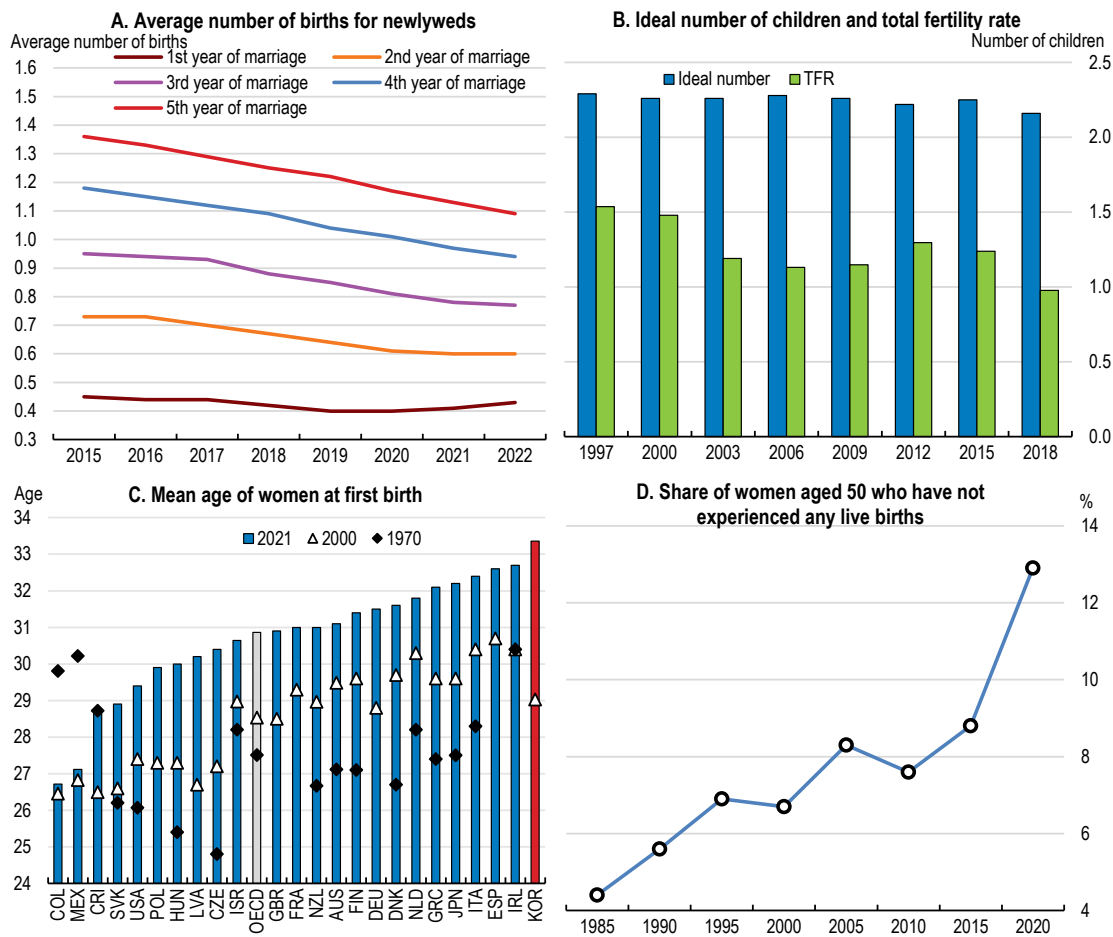 A. Average number of births for newlyweds
Average number of births
1st year of marriage
2nd year of marriage
3rd year of marriage
4th year of marriage
5th year of marriage
1.6
1.5
1.4
1.3
1.2
1.1
1.0
0.9
0.8
0.7
0.6
0.5
0.4
0.3
2015 2016 2017 2018 2019 2020 2021 2022
B. Ideal number of children and total fertility rate
Number of children
Ideal number
TFR
2.5
2.0
1.5
1.0
0.5
0.0
1997 2000 2003 2006 2009 2012 2015 2018
C. Mean age of women at first birth
Age
2021
2000
1970
34
33
32
31
30
29
28
27
26
25
24
COL MEX CRI SVK USA POL HUN LVA CZE ISR OECD GBR FRA NZL AUS FIN DEU DNK NLD GRC JPN ITA ESP IRL KOR
D. Share of women aged 50 who have not
experienced any live births
%
14
12
10
8
6
4
1985 1990 1995 2000 2005 2010 2015 2020